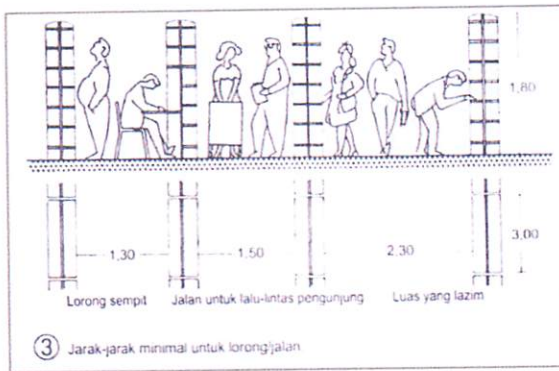 1,80
1,30
1,50
2,30
3,00
Lorong sempit
Jalan untuk lalu-lintas pengunjung
Luas yang lazim
3 Jarak-jarak minimal untuk lorong/jalan